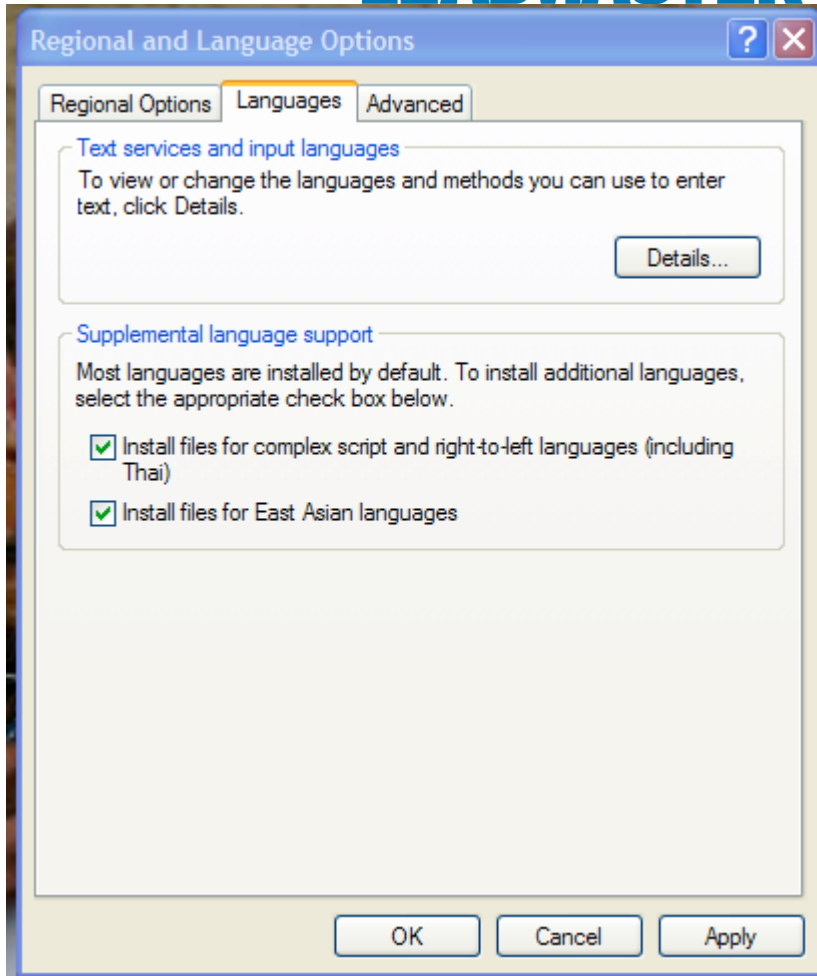 Regional and Language Options
Regional Options Languages Advanced
Text services and input languages
To view or change the languages and methods you can use to enter
text, click Details.
Details...
Supplemental language support
Most languages are installed by default. To install additional languages,
select the appropriate check box below.
Install files for complex script and right-to-left languages (including
Thai)
Install files for East Asian languages
OK Cancel Apply